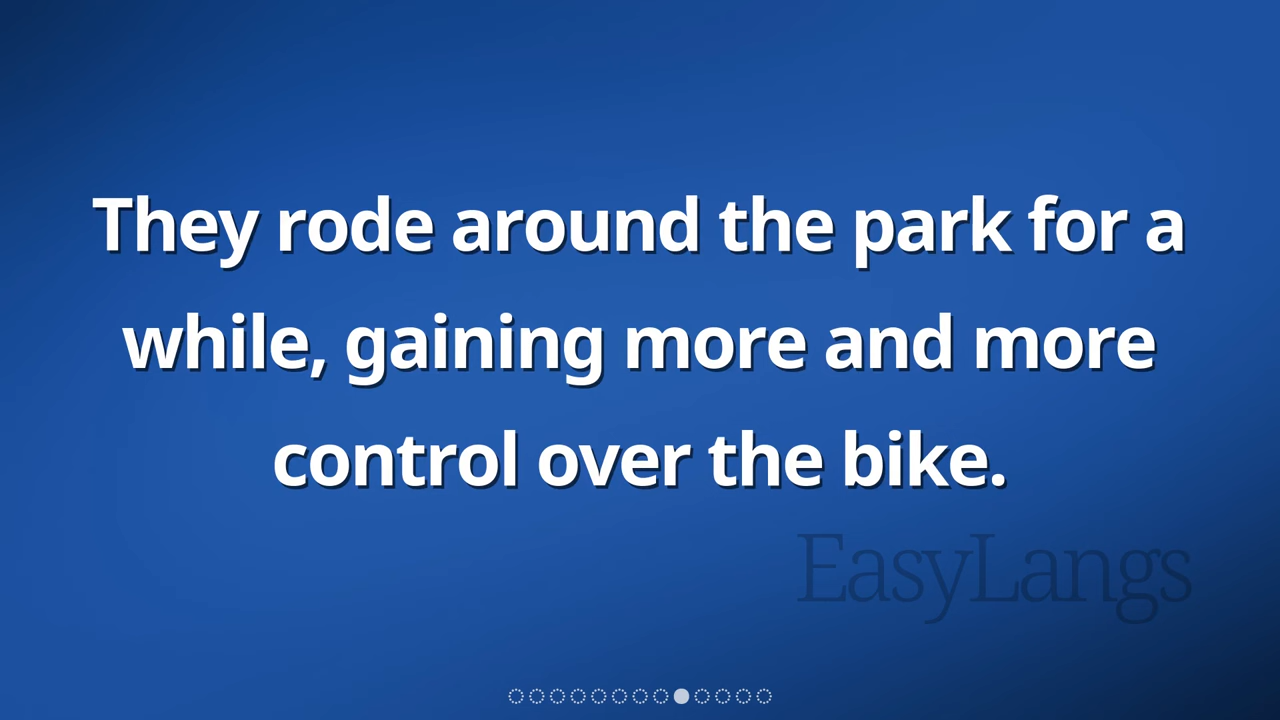 They rode around the park for a
while, gaining more and more
control over the bike.
EasyLangs